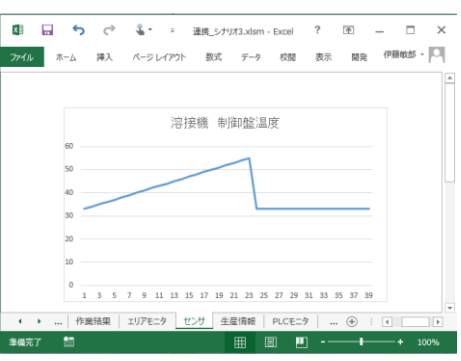 連携_シナリオ3.xlsm - Excel
?
伊藤敏郎
ファイル ホーム 挿入 ページ レイアウト 数式 データ 校閲 表示 開発
溶接機 制御盤温度
60
50
40
30
20
10
0
1 3 5 7 9 11 13 15 17 19 21 23 25 27 29 31 33 35 37 39
... 作業結果 エリアモニタ センサ 生産情報 PLCモニタ ...
準備完了 100%